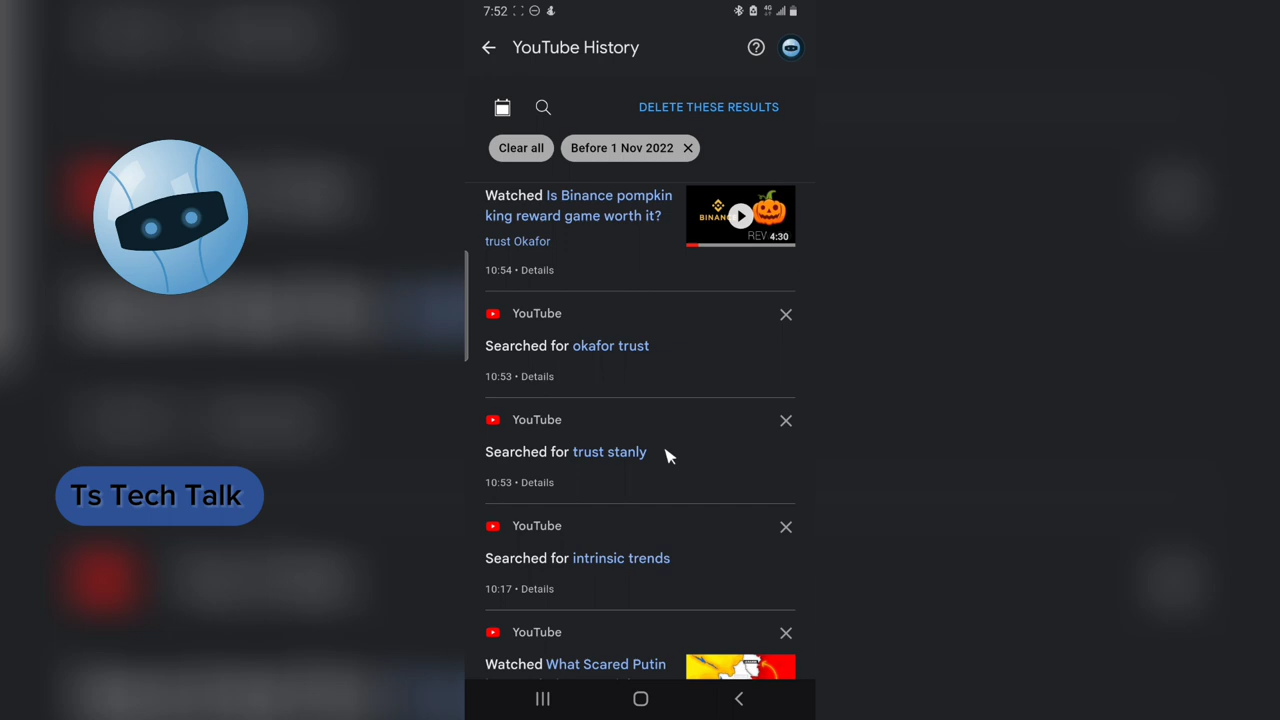 7:52
4G
YouTube History
DELETE THESE RESULTS
Clear all
Before 1 Nov 2022
Watched Is Binance pompkin
king reward game worth it?
BINANCE
REV 4:30
trust Okafor
10:54 • Details
YouTube
Searched for okafor trust
10:53 • Details
YouTube
Searched for trust stanly
10:53 • Details
YouTube
Searched for intrinsic trends
10:17 • Details
YouTube
Watched What Scared Putin
Ts Tech Talk